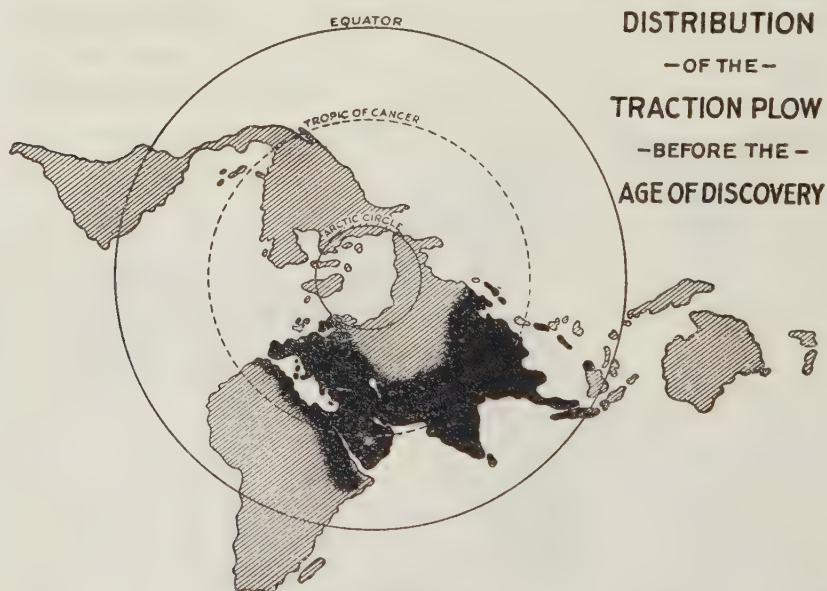 DISTRIBUTION
—OF THE—
TRACTION PLOW
—BEFORE THE—
AGE OF DISCOVERY
EQUATOR
TROPIC OF CANCER
ARCTIC CIRCLE